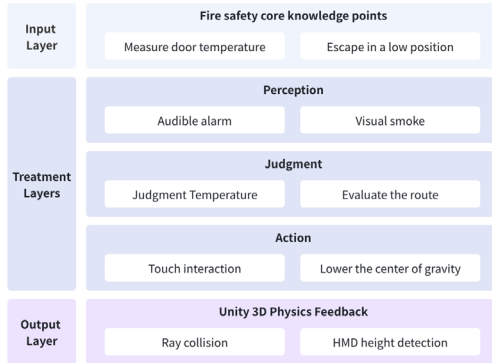 Input
Layer
Fire safety core knowledge points
Measure door temperature
Escape in a low position
Treatment
Layers
Perception
Audible alarm
Visual smoke
Judgment
Judgment Temperature
Evaluate the route
Action
Touch interaction
Lower the center of gravity
Output
Layer
Unity 3D Physics Feedback
Ray collision
HMD height detection